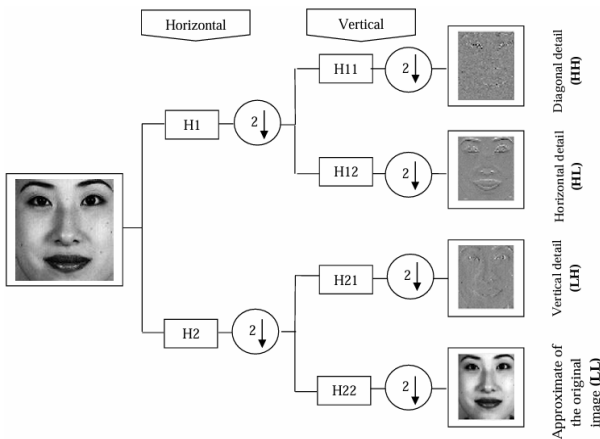 Horizontal
Vertical
H11
2
Diagonal detail
(HH)
H1
2
H12
2
Horizontal detail
(HL)
H21
2
Vertical detail
(LH)
H2
2
H22
2
Approximate of
the original
image (LL)